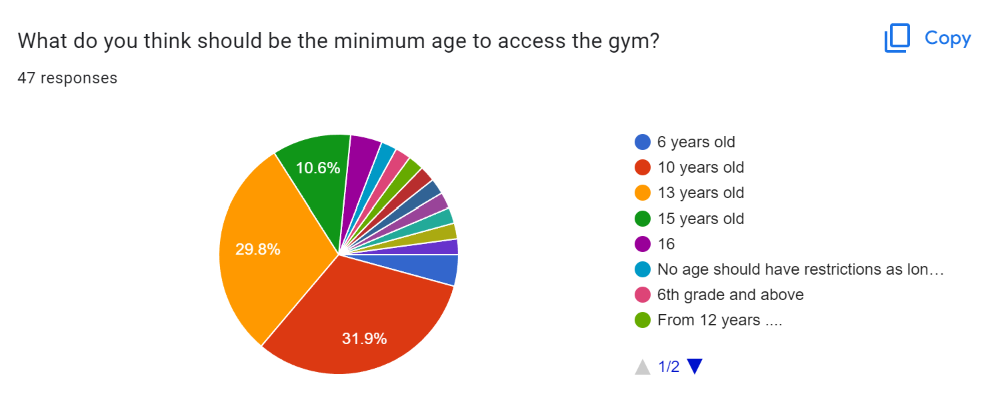 What do you think should be the minimum age to access the gym?
Copy
47 responses
10.6%
29.8%
31.9%
6 years old
10 years old
13 years old
15 years old
16
No age should have restrictions as lon…
6th grade and above
From 12 years ....
1/2